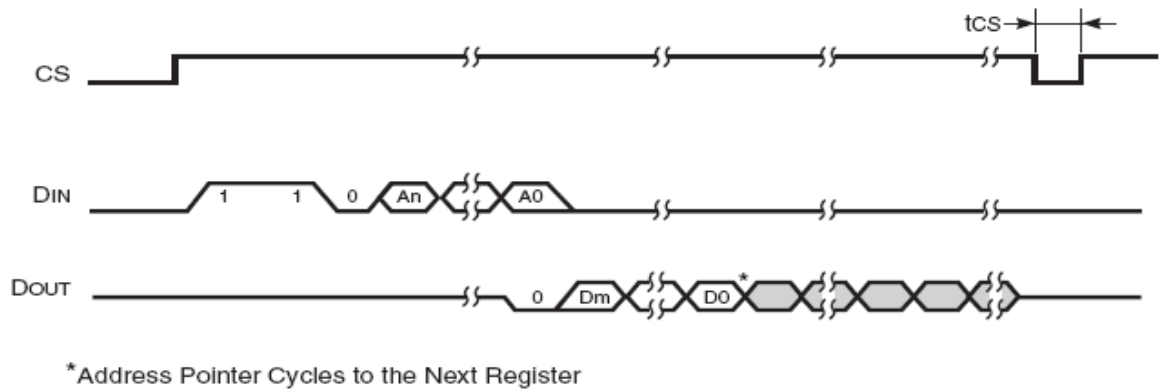 tCS
CS
DIN 1 1 0 An A0
DOUT 0 Dm D0 *
*Address Pointer Cycles to the Next Register